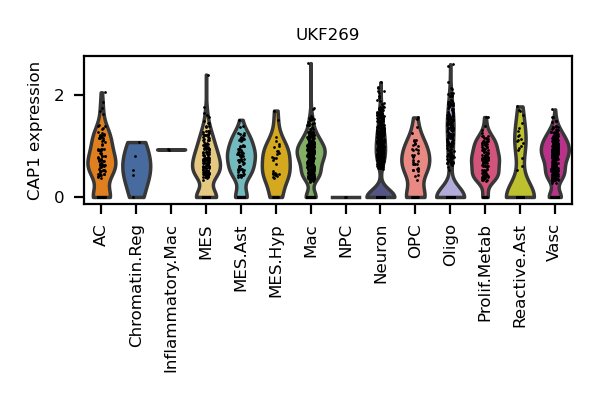 UKF269
CAP1 expression
2
0
AC
Chromatin.Reg
Inflammatory.Mac
MES
MES.Ast
MES.Hyp
Mac
NPC
Neuron
OPC
Oligo
Prolif.Metab
Reactive.Ast
Vasc